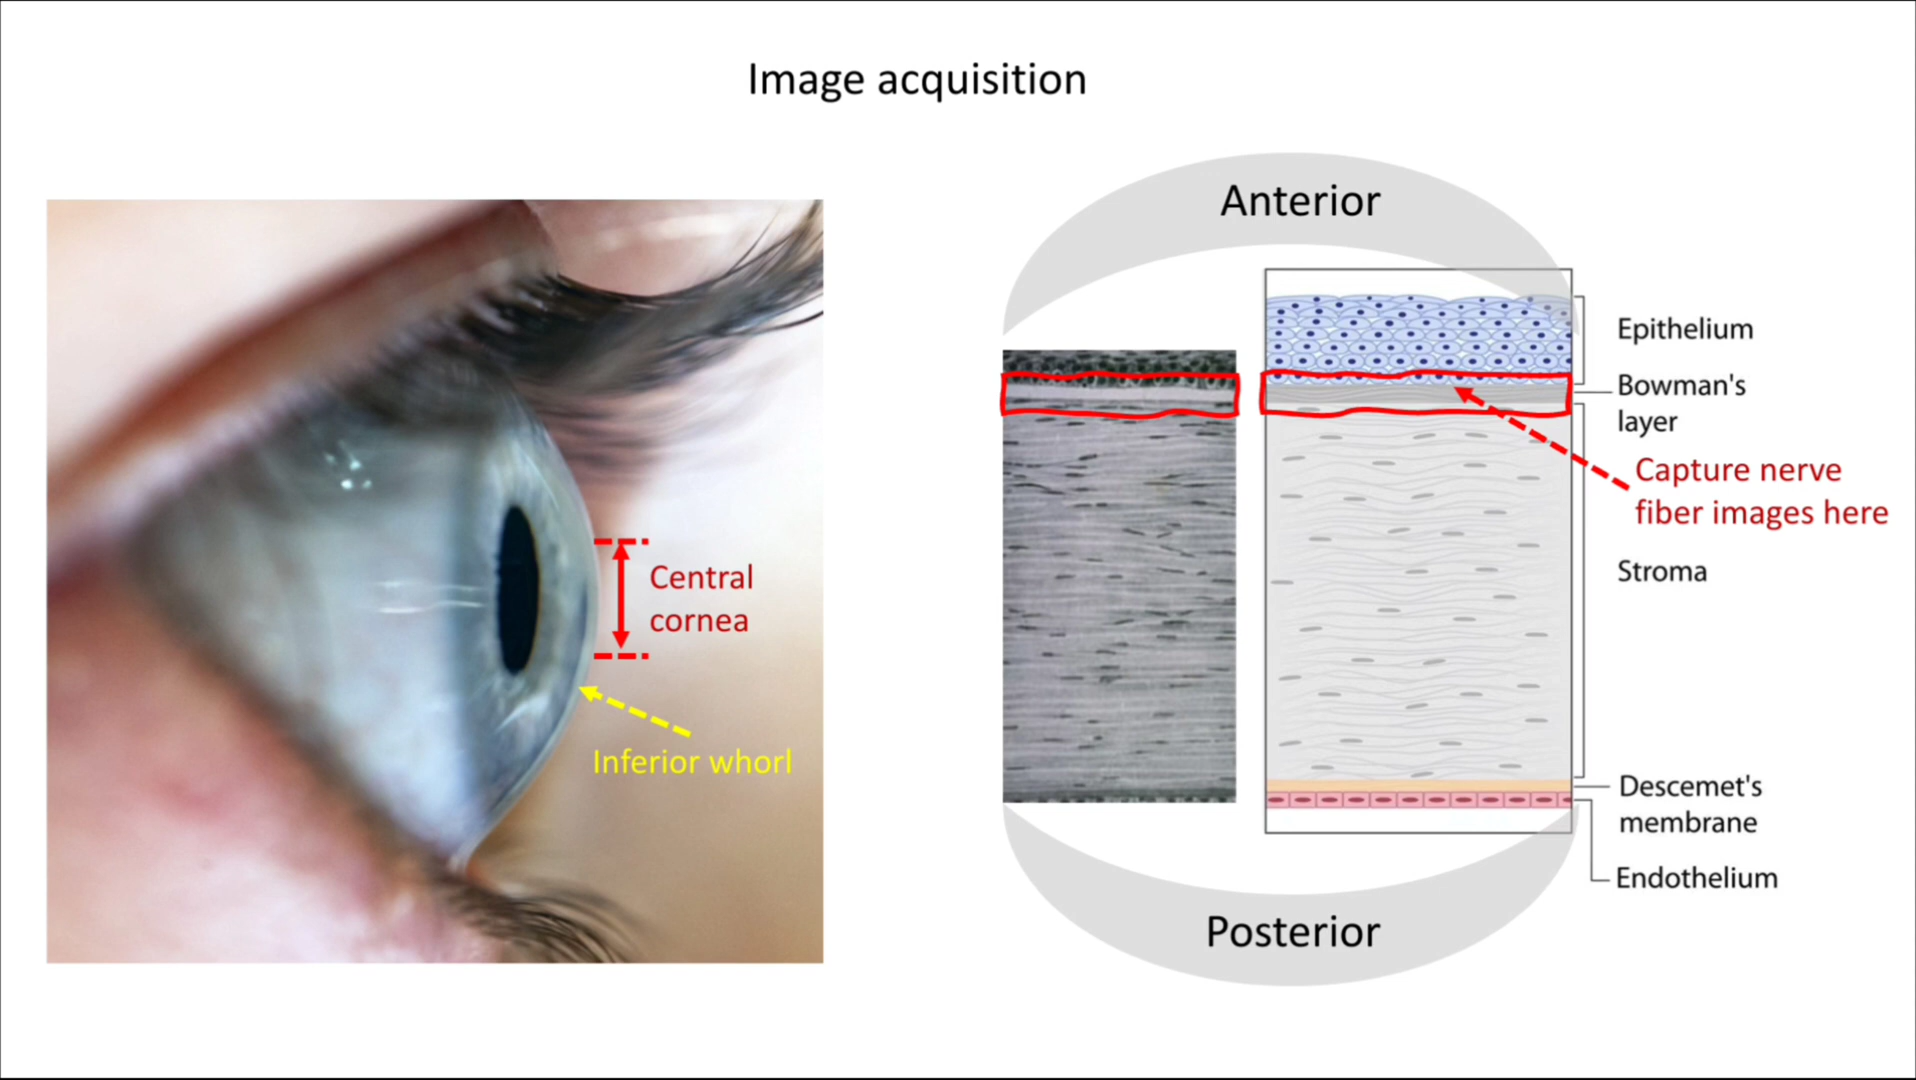 Image acquisition
Central
cornea
Inferior whorl
Anterior
Epithelium
Bowman's
layer
Capture nerve
fiber images here
Stroma
Descemet's
membrane
Endothelium
Posterior